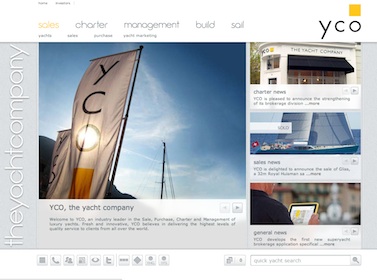 home   investors
sales   charter   management   build   sail
yachts   sales   purchase   yacht marketing
yco
theyachtcompany
YCO
THE YACHT COMPANY
charter news
YCO is pleased to announce the strengthening
of its brokerage division ...more
SOLD
sales news
YCO is delighted to announce the sale of
a 32m Royal Huisman ...more
general news
YCO develops the first new superyacht
brokerage application specifica ...more
YCO, the yacht company
Welcome to YCO, an industry leader in the Sale, Purchase, Charter and Management of
luxury yachts. Fresh and innovative, YCO believes in delivering the highest levels of
quality service to clients from all over the world.
quick yacht search